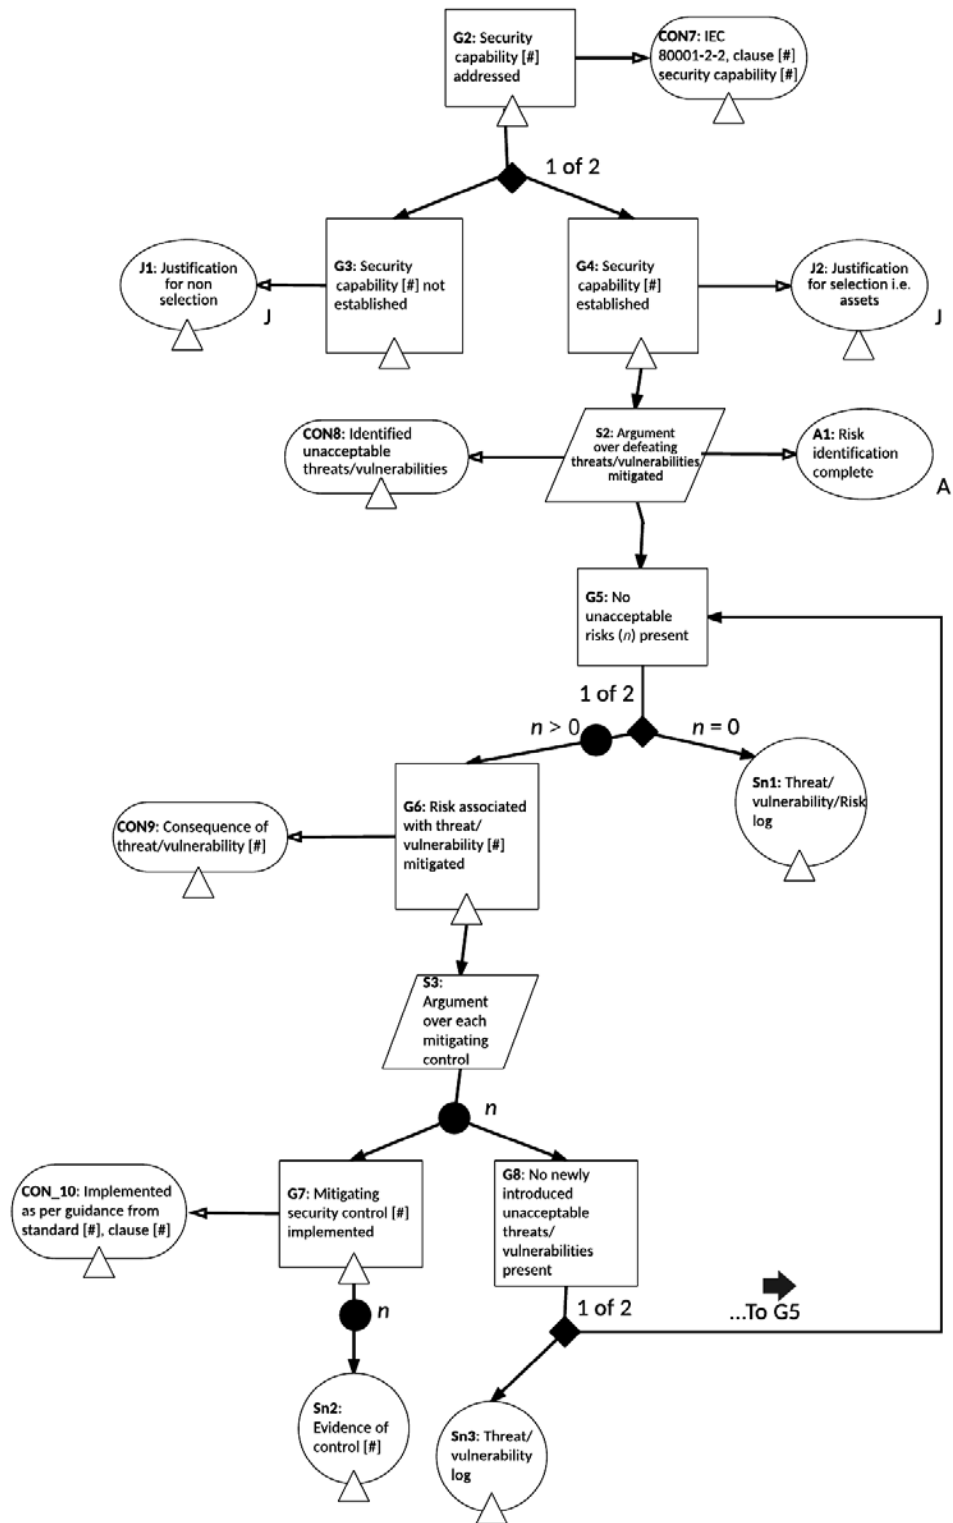 G2: Security
capability [#]
addressed
CON7: IEC
80001-2-2, clause [#]
security capability [#]
1 of 2
J1: Justification
for non
selection
J
G3: Security
capability [#] not
established
G4: Security
capability [#]
established
J2: Justification
for selection i.e.
assets
J
CON8: Identified
unacceptable
threats/vulnerabilities
S2: Argument
over defeating
threats/vulnerabilities
mitigated
A1: Risk
identification
complete
A
G5: No
unacceptable
risks (n) present
1 of 2
n > 0
n = 0
Sn1: Threat/
vulnerability/Risk
log
CON9: Consequence of
threat/vulnerability [#]
G6: Risk associated
with threat/
vulnerability [#]
mitigated
S3:
Argument
over each
mitigating
control
n
CON_10: Implemented
as per guidance from
standard [#], clause [#]
G7: Mitigating
security control [#]
implemented
G8: No newly
introduced
unacceptable
threats/
vulnerabilities
present
n
1 of 2
...To G5
Sn2:
Evidence of
control [#]
Sn3: Threat/
vulnerability
log